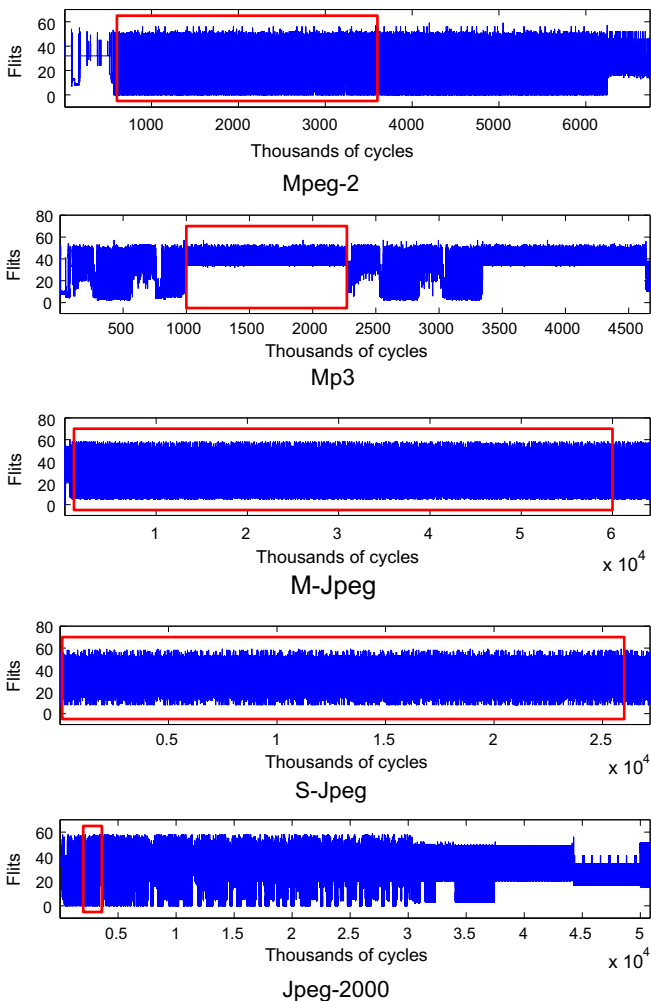 60
40
20
0
Flits
1000 2000 3000 4000 5000 6000
Thousands of cycles
Mpeg-2
80
60
40
20
0
Flits
500 1000 1500 2000 2500 3000 3500 4000 4500
Thousands of cycles
Mp3
80
60
40
20
0
Flits
1 2 3 4 5 6
Thousands of cycles
x 10^4
M-Jpeg
80
60
40
20
0
Flits
0.5 1 1.5 2 2.5
Thousands of cycles
x 10^4
S-Jpeg
60
40
20
0
Flits
0.5 1 1.5 2 2.5 3 3.5 4 4.5 5
Thousands of cycles
x 10^4
Jpeg-2000